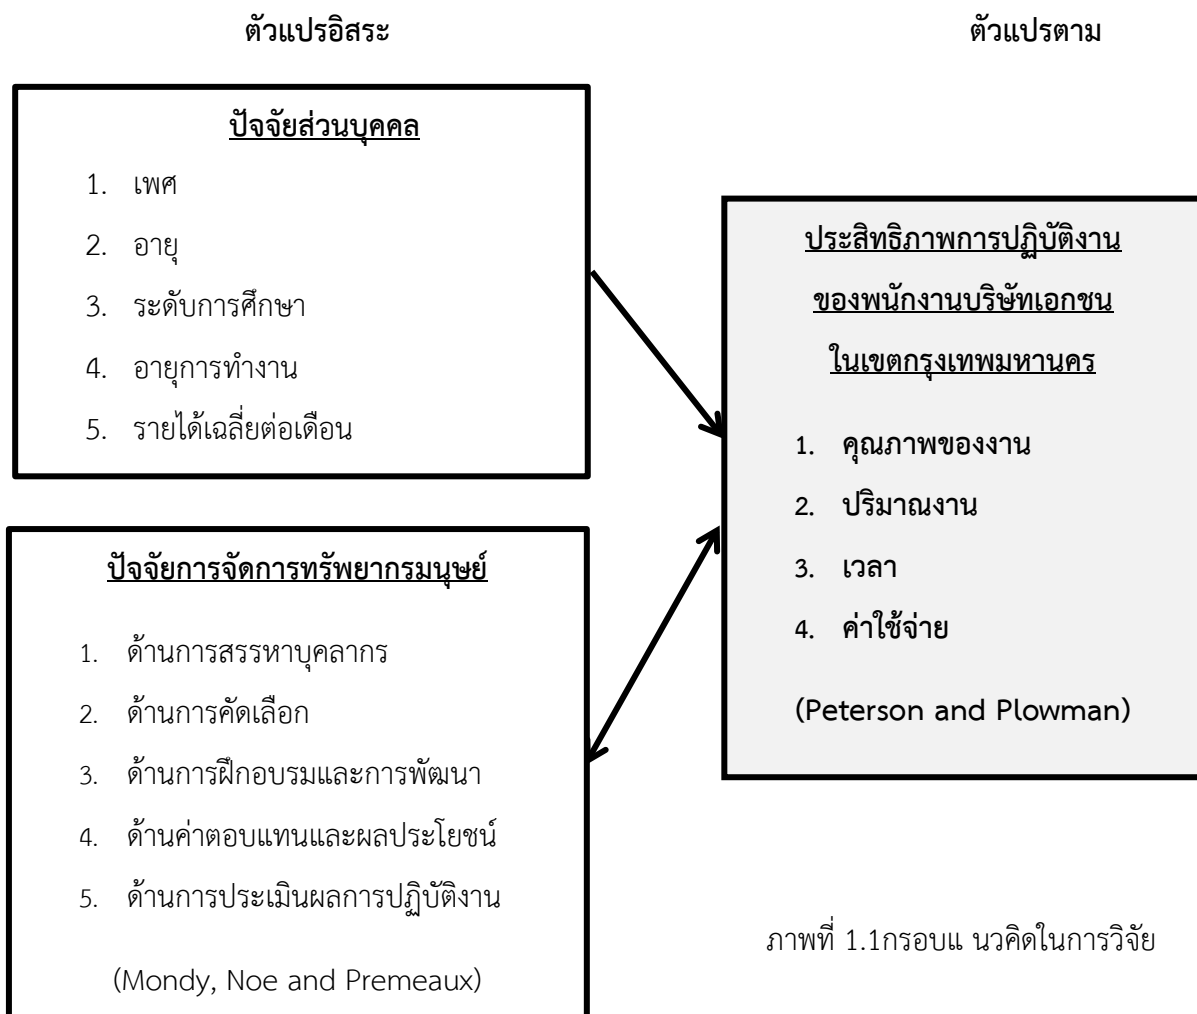 ตัวแปรอิสระ
ตัวแปรตาม
ปัจจัยส่วนบุคคล
1. เพศ
2. อายุ
3. ระดับการศึกษา
4. อายุการทำงาน
5. รายได้เฉลี่ยต่อเดือน
ปัจจัยการจัดการทรัพยากรมนุษย์
1. ด้านการสรรหาบุคลากร
2. ด้านการคัดเลือก
3. ด้านการฝึกอบรมและการพัฒนา
4. ด้านค่าตอบแทนและผลประโยชน์
5. ด้านการประเมินผลการปฏิบัติงาน
(Mondy, Noe and Premeaux)
ประสิทธิภาพการปฏิบัติงาน
ของพนักงานบริษัทเอกชน
ในเขตกรุงเทพมหานคร
1. คุณภาพของงาน
2. ปริมาณงาน
3. เวลา
4. ค่าใช้จ่าย
(Peterson and Plowman)
ภาพที่ 1.1กรอบแ นวคิดในการวิจัย